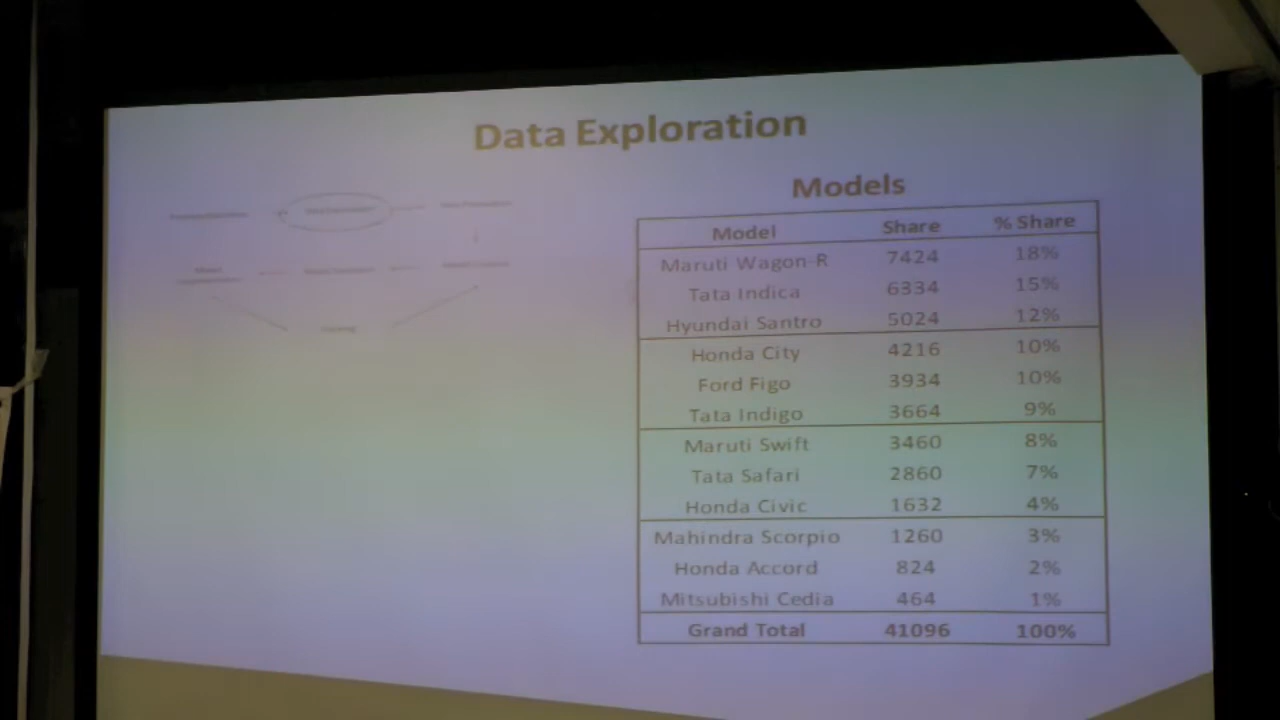 Data Exploration
Models
Model Share % Share
Maruti Wagon-R 7424 18%
Tata Indica 6334 15%
Hyundai Santro 5024 12%
Honda City 4216 10%
Ford Figo 3934 10%
Tata Indigo 3664 9%
Maruti Swift 3460 8%
Tata Safari 2860 7%
Honda Civic 1632 4%
Mahindra Scorpio 1260 3%
Honda Accord 824 2%
Mitsubishi Cedia 464 1%
Grand Total 41096 100%